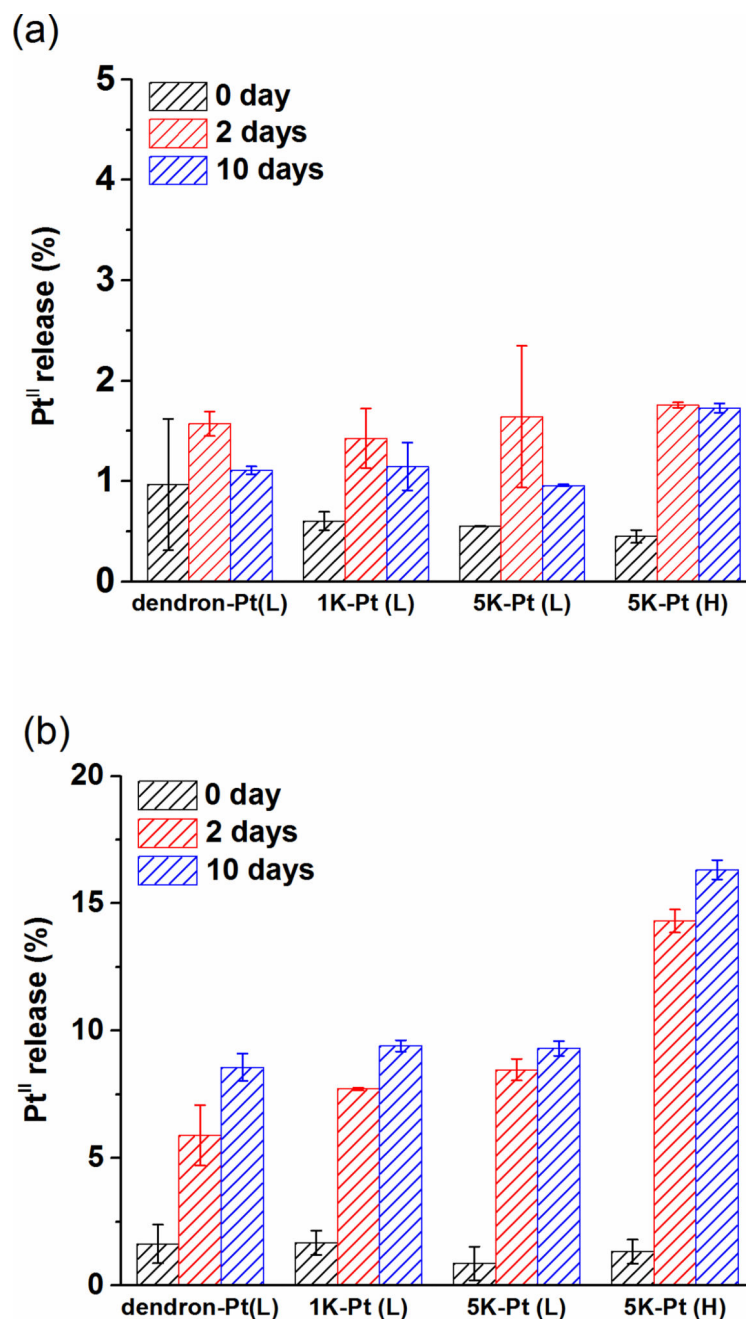 (a)
5
4
3
2
1
0
Pt^II release (%)
0 day
2 days
10 days
dendron-Pt(L) 1K-Pt (L) 5K-Pt (L) 5K-Pt (H)
(b)
20
15
10
5
0
Pt^II release (%)
0 day
2 days
10 days
dendron-Pt(L) 1K-Pt (L) 5K-Pt (L) 5K-Pt (H)